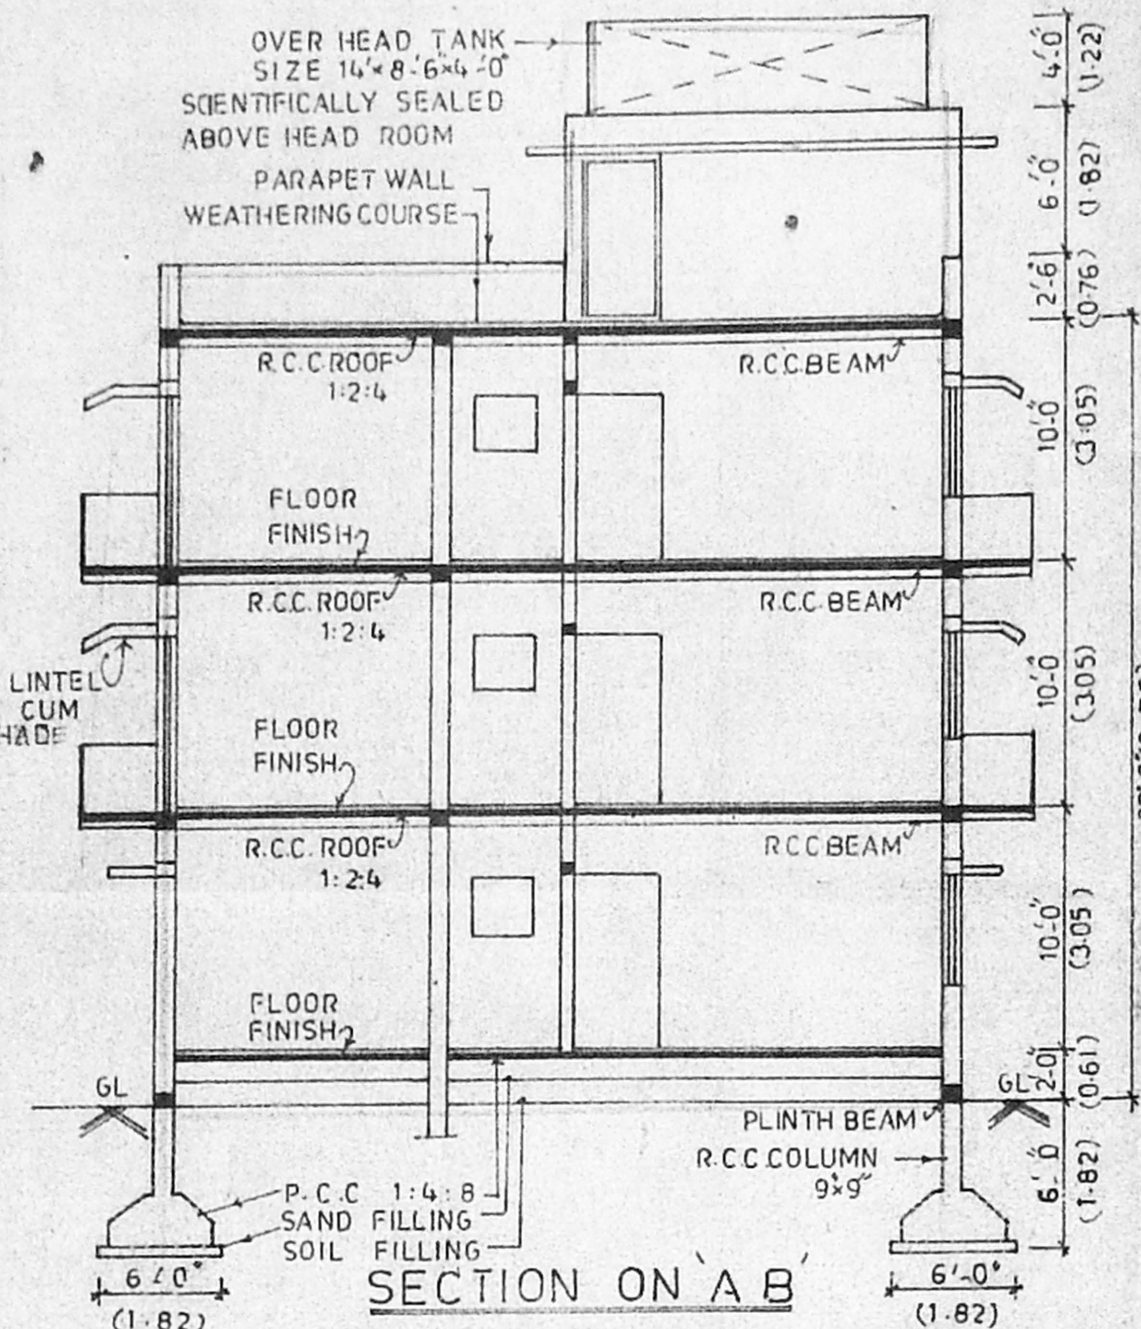 OVER HEAD TANK
SIZE 14'×8'-6"×4'-0"
SCIENTIFICALLY SEALED
ABOVE HEAD ROOM
PARAPET WALL
WEATHERING COURSE
4'-0"
(1·22)
6'-0"
(1·82)
2'-6"
(0·76)
R.C.C. ROOF
1:2:4
R.C.C. BEAM
10'-0"
(3·05)
FLOOR
FINISH
R.C.C. ROOF
1:2:4
R.C.C. BEAM
LINTEL
CUM
HADE
10'-0"
(3.05)
FLOOR
FINISH
R.C.C. ROOF
1:2:4
RCC BEAM
10'-0"
(3.05)
FLOOR
FINISH
GL
GL
2'-0"
(0·61)
PLINTH BEAM
R.C.C. COLUMN
9"×9"
6'-0"
(1·82)
P.C.C 1:4:8
SAND FILLING
SOIL FILLING
6'-0"
(1·82)
6'-0"
(1·82)
SECTION ON 'A B'